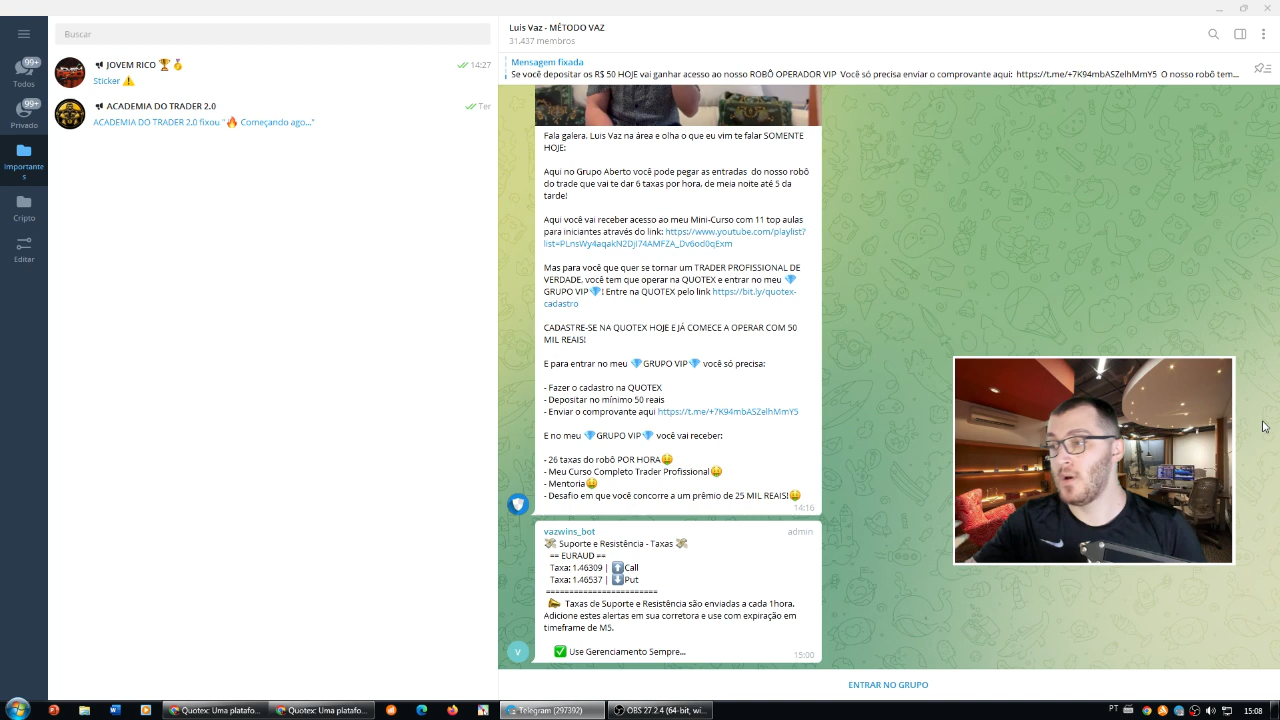 Buscar
99+
Todos
99+
Privado
Importante
s
Cripto
Editar
JOVEM RICO 🏆 🥇
14:27
Sticker ⚠️
ACADEMIA DO TRADER 2.0
Ter
ACADEMIA DO TRADER 2.0 fixou "🔥 Começando ago..."
Luis Vaz - MÉTODO VAZ
31.437 membros
Mensagem fixada
Se você depositar os R$ 50 HOJE vai ganhar acesso ao nosso ROBÔ OPERADOR VIP Você só precisa enviar o comprovante aqui: https://t.me/+7K94mbASZelhMmY5 O nosso robô tem...
Fala galera, Luis Vaz na área e olha o que eu vim te falar SOMENTE
HOJE:
Aqui no Grupo Aberto você pode pegar as entradas do nosso robô
do trade que vai te dar 6 taxas por hora, de meia noite até 5 da
tarde!
Aqui você vai receber acesso ao meu Mini-Curso com 11 top aulas
para iniciantes através do link: https://www.youtube.com/playlist?
list=PLnsWy4aqakN2DjI74AMFZA_Dv6od0qExm
Mas para você que quer se tornar um TRADER PROFISSIONAL DE
VERDADE, você tem que operar na QUOTEX e entrar no meu 💎
GRUPO VIP💎! Entre na QUOTEX pelo link https://bit.ly/quotex-
cadastro
CADASTRE-SE NA QUOTEX HOJE E JÁ COMECE A OPERAR COM 50
MIL REAIS!
E para entrar no meu 💎GRUPO VIP💎 você só precisa:
- Fazer o cadastro na QUOTEX
- Depositar no mínimo 50 reais
- Enviar o comprovante aqui https://t.me/+7K94mbASZelhMmY5
E no meu 💎GRUPO VIP💎 você vai receber:
- 26 taxas do robô POR HORA🤑
- Meu Curso Completo Trader Profissional🤑
- Mentoria🤑
- Desafio em que você concorre a um prêmio de 25 MIL REAIS!🤑
14:16
vazwins_bot
admin
💸 Suporte e Resistência - Taxas 💸
== EURAUD ==
Taxa: 1.46309 | ⬆️Call
Taxa: 1.46537 | ⬇️Put
========================
📣 Taxas de Suporte e Resistência são enviadas a cada 1hora.
Adicione estes alertas em sua corretora e use com expiração em
timeframe de M5.
✅ Use Gerenciamento Sempre...
15:00
V
ENTRAR NO GRUPO
Quotex: Uma platafo...
Quotex: Uma platafo...
Telegram (297392)
OBS 27.2.4 (64-bit, wi...
PT
15:08